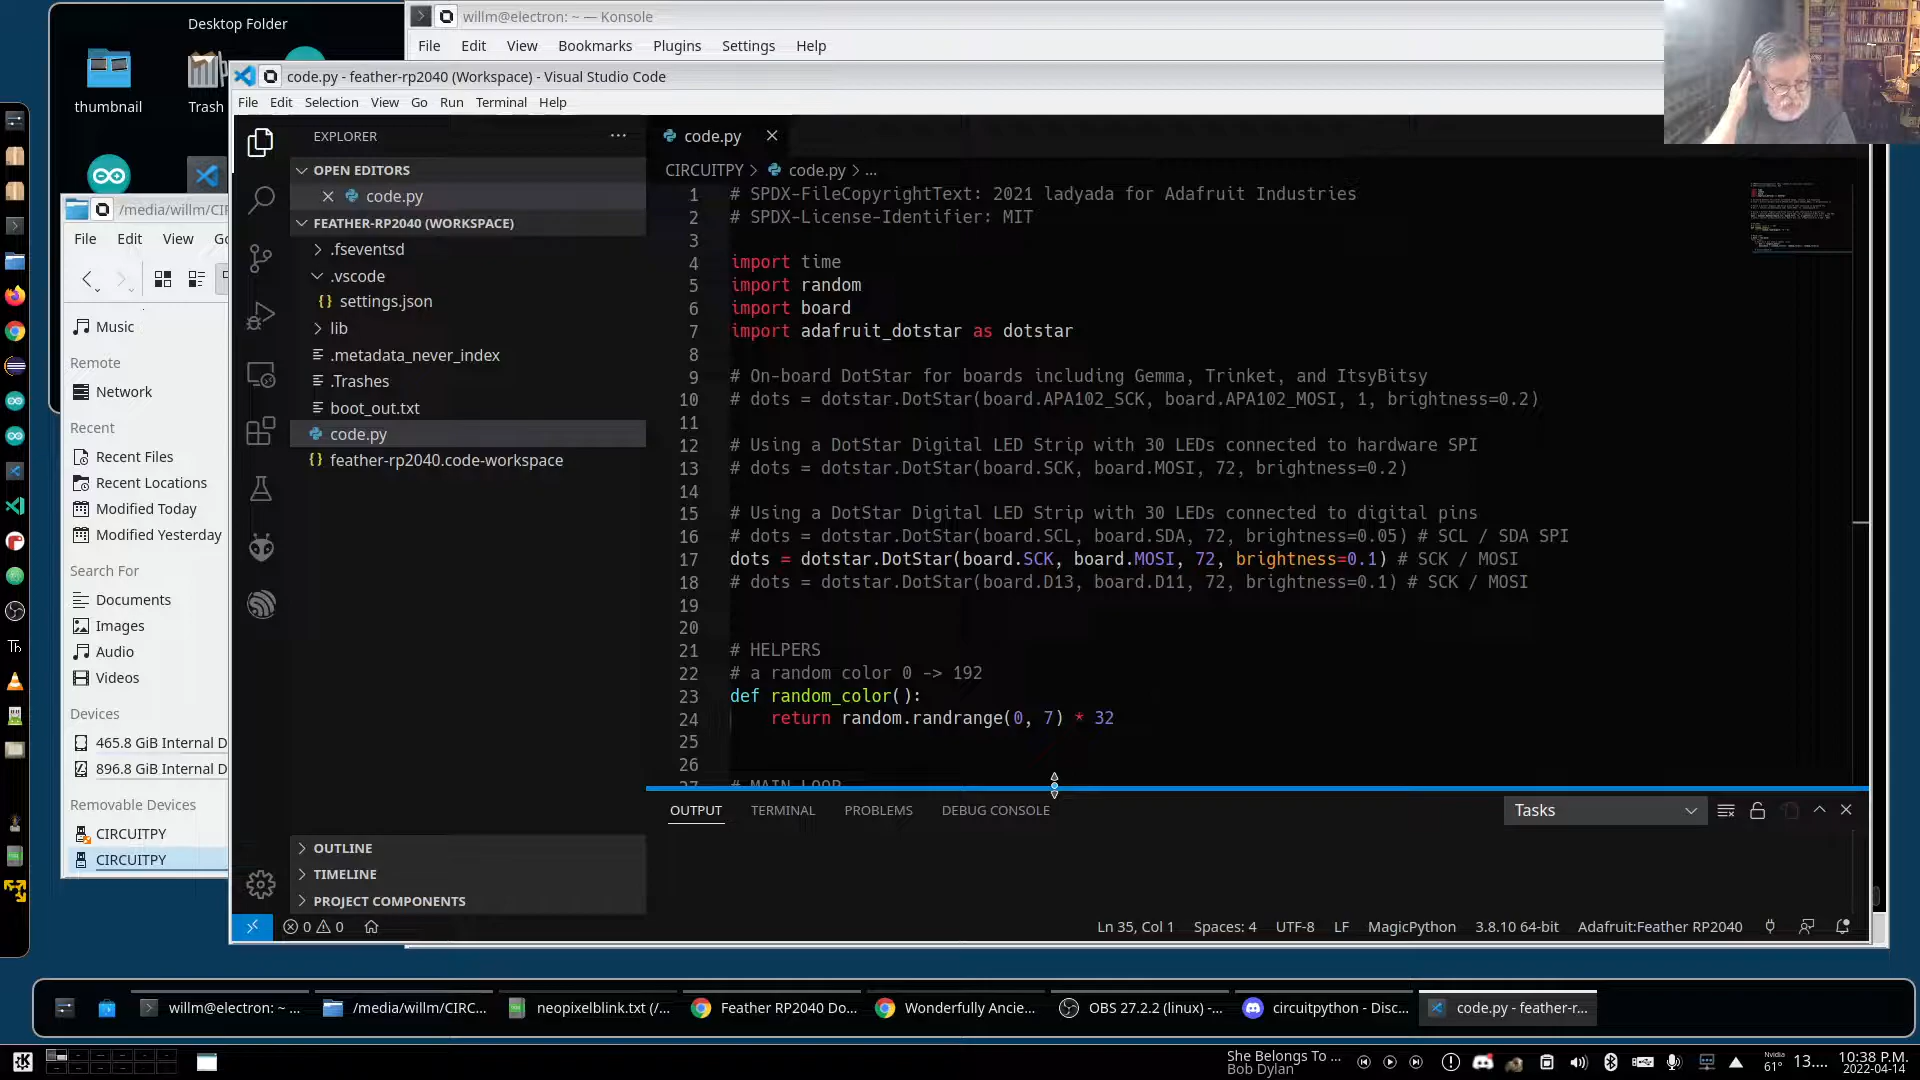 Desktop Folder
thumbnail
Trash
willm@electron: ~ — Konsole
File Edit View Bookmarks Plugins Settings Help
code.py - feather-rp2040 (Workspace) - Visual Studio Code
File Edit Selection View Go Run Terminal Help
/media/willm/CI
File Edit View
Music
Remote
Network
Recent
Recent Files
Recent Locations
Modified Today
Modified Yesterday
Search For
Documents
Images
Audio
Videos
Devices
465.8 GiB Internal D
896.8 GiB Internal D
Removable Devices
CIRCUITPY
CIRCUITPY
EXPLORER ...
OPEN EDITORS
code.py
FEATHER-RP2040 (WORKSPACE)
.fseventsd
.vscode
{} settings.json
lib
.metadata_never_index
.Trashes
boot_out.txt
code.py
{} feather-rp2040.code-workspace
OUTLINE
TIMELINE
PROJECT COMPONENTS
code.py
CIRCUITPY > code.py > ...
1 # SPDX-FileCopyrightText: 2021 ladyada for Adafruit Industries
2 # SPDX-License-Identifier: MIT
3
4 import time
5 import random
6 import board
7 import adafruit_dotstar as dotstar
8
9 # On-board DotStar for boards including Gemma, Trinket, and ItsyBitsy
10 # dots = dotstar.DotStar(board.APA102_SCK, board.APA102_MOSI, 1, brightness=0.2)
11
12 # Using a DotStar Digital LED Strip with 30 LEDs connected to hardware SPI
13 # dots = dotstar.DotStar(board.SCK, board.MOSI, 72, brightness=0.2)
14
15 # Using a DotStar Digital LED Strip with 30 LEDs connected to digital pins
16 # dots = dotstar.DotStar(board.SCL, board.SDA, 72, brightness=0.05) # SCL / SDA SPI
17 dots = dotstar.DotStar(board.SCK, board.MOSI, 72, brightness=0.1) # SCK / MOSI
18 # dots = dotstar.DotStar(board.D13, board.D11, 72, brightness=0.1) # SCK / MOSI
19
20
21 # HELPERS
22 # a random color 0 -> 192
23 def random_color():
24 return random.randrange(0, 7) * 32
25
26
27 # MAIN LOOP
OUTPUT TERMINAL PROBLEMS DEBUG CONSOLE Tasks
0 0 Ln 35, Col 1 Spaces: 4 UTF-8 LF MagicPython 3.8.10 64-bit Adafruit:Feather RP2040
willm@electron: ~ ... /media/willm/CIRC... neopixelblink.txt (/... Feather RP2040 Do... Wonderfully Ancie... OBS 27.2.2 (linux) -... circuitpython - Disc... code.py - feather-r...
She Belongs To ...
Bob Dylan
Nvidia
61°
13....
10:38 P.M.
2022-04-14